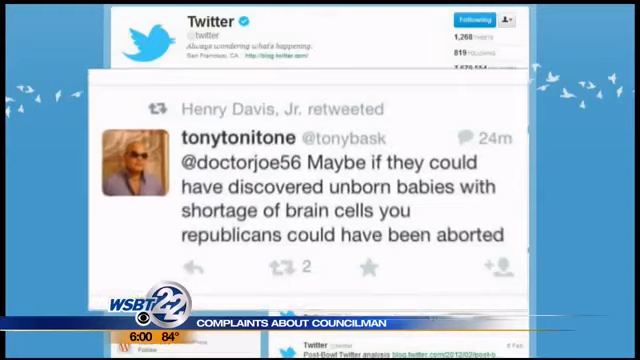 Twitter
@twitter
Always wondering what's happening.
San Francisco, CA · http://blog.twitter.com/
Following
1,268 TWEETS
819 FOLLOWING
Henry Davis, Jr. retweeted
tonytonitone @tonybask 24m
@doctorjoe56 Maybe if they could
have discovered unborn babies with
shortage of brain cells you
republicans could have been aborted
2
WSBT 22
COMPLAINTS ABOUT COUNCILMAN
6:00 84°
Follow
Twitter @twitter 6 Feb
Post-Bowl Twitter analysis blog.twitter.com/2012/02/post-b